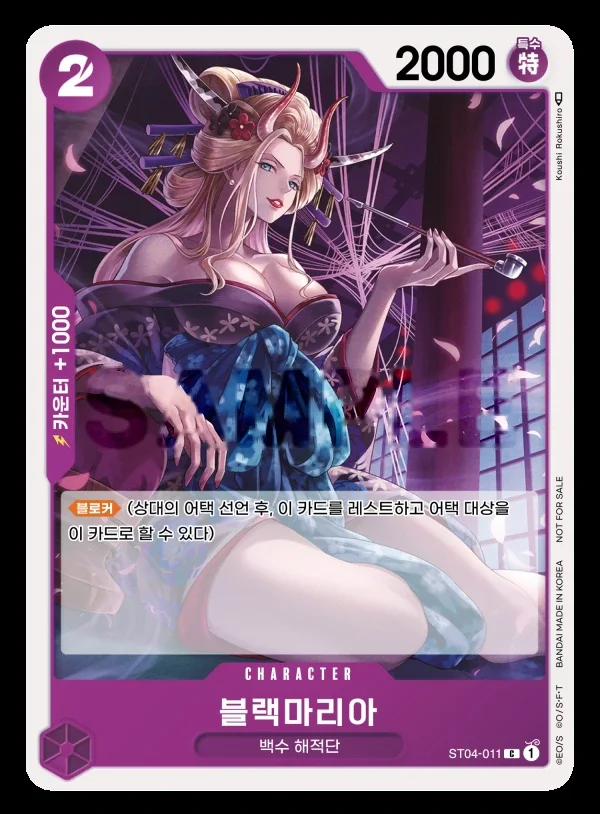 2
2000
특수
特
Koushi Rokushiro
카운터 +1000
SAMPLE
블로커 (상대의 어택 선언 후, 이 카드를 레스트하고 어택 대상을
이 카드로 할 수 있다)
CHARACTER
블랙마리아
백수 해적단
ST04-011 C 1
©EO/S ©O/S·F·T BANDAI MADE IN KOREA NOT FOR SALE